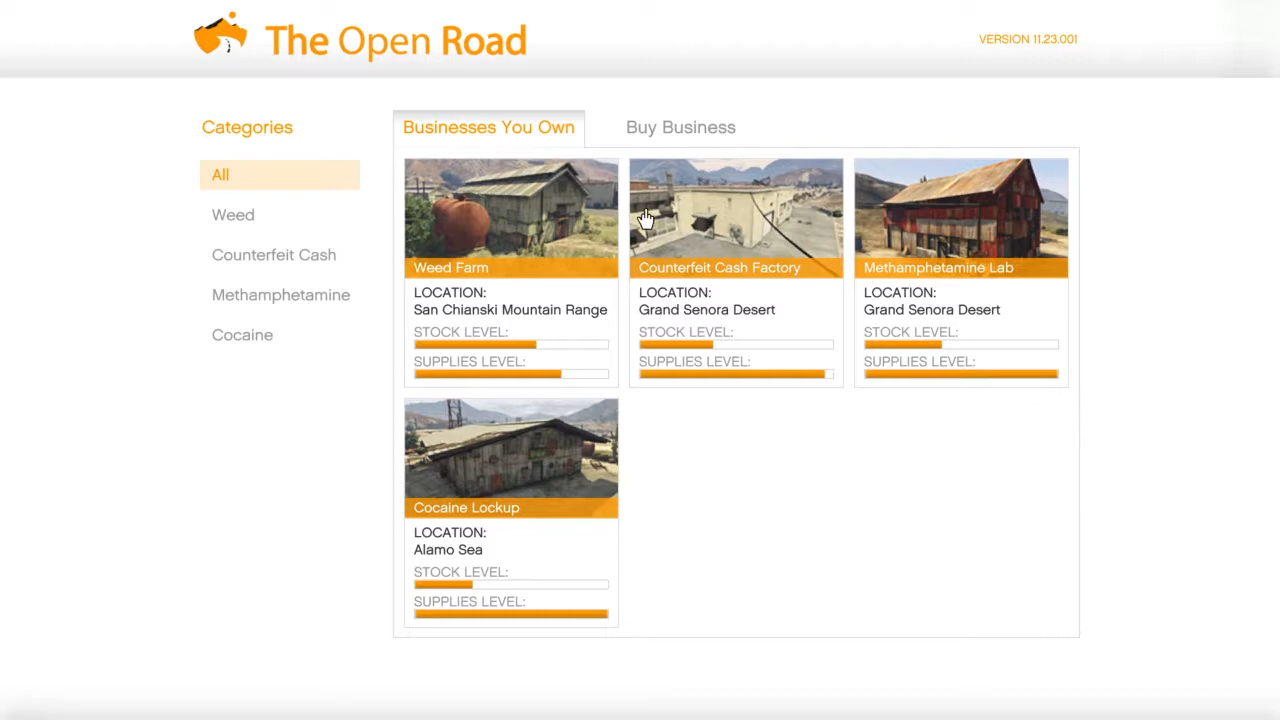 The Open Road
VERSION 11.23.001
Categories
All
Weed
Counterfeit Cash
Methamphetamine
Cocaine
Businesses You Own
Buy Business
Weed Farm
LOCATION:
San Chianski Mountain Range
STOCK LEVEL:
SUPPLIES LEVEL:
Counterfeit Cash Factory
LOCATION:
Grand Senora Desert
STOCK LEVEL:
SUPPLIES LEVEL:
Methamphetamine Lab
LOCATION:
Grand Senora Desert
STOCK LEVEL:
SUPPLIES LEVEL:
Cocaine Lockup
LOCATION:
Alamo Sea
STOCK LEVEL:
SUPPLIES LEVEL: